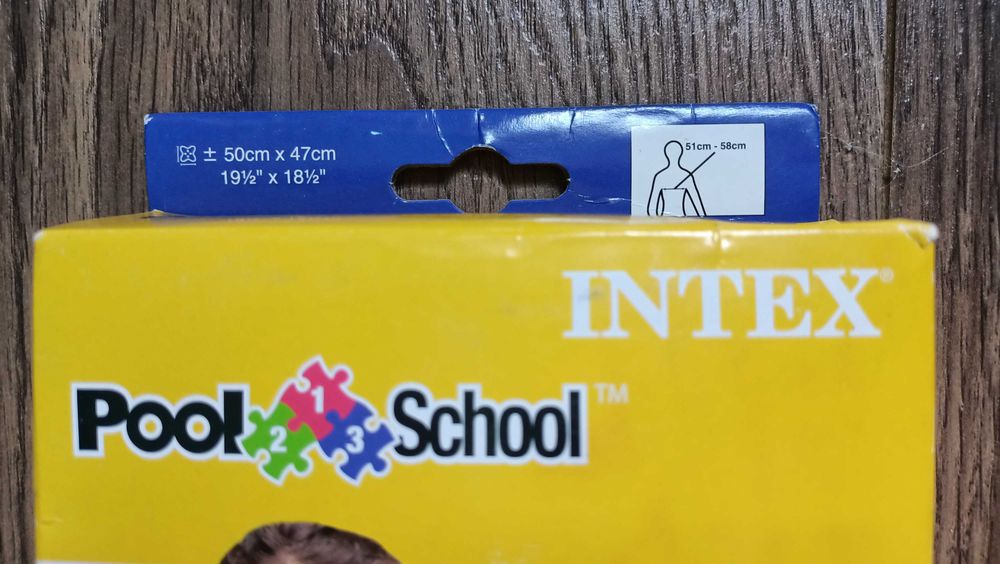 ± 50cm x 47cm
19½" x 18½"
51cm - 58cm
INTEX®
Pool 1 2 3 School™